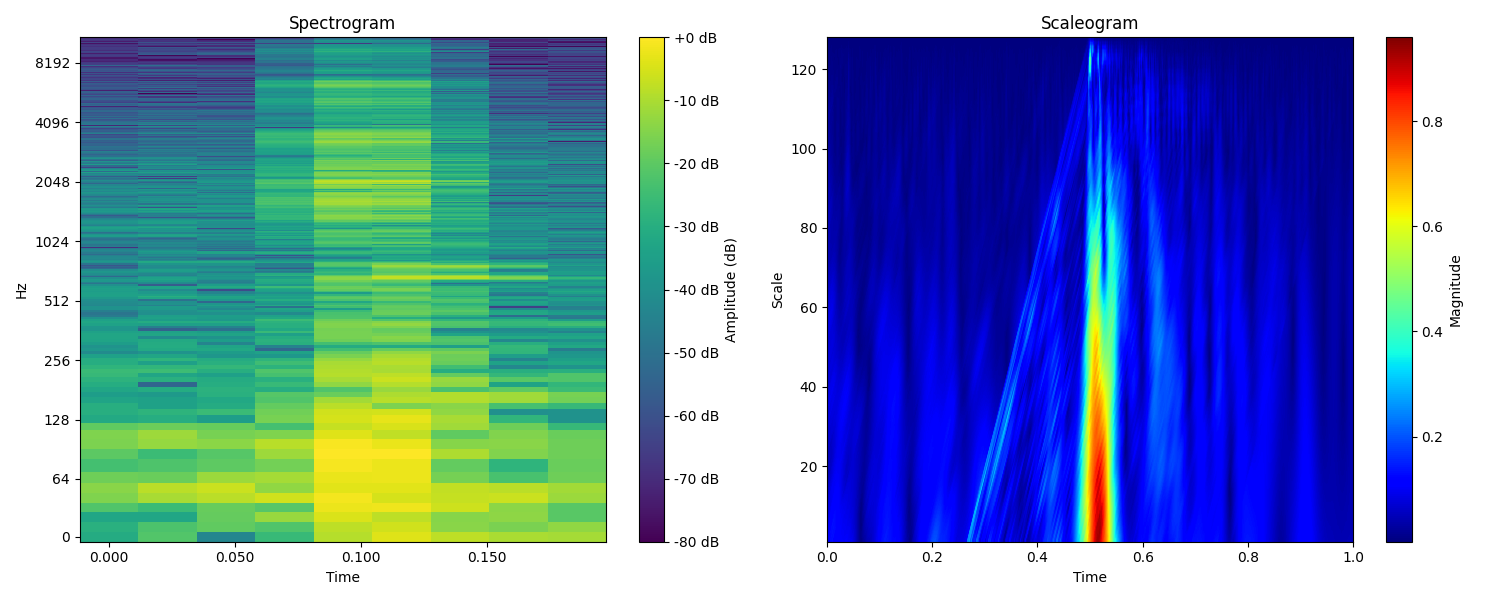 Spectrogram
8192
4096
2048
1024
512
256
128
64
0
Hz
0.000
0.050
0.100
0.150
Time
+0 dB
-10 dB
-20 dB
-30 dB
-40 dB
-50 dB
-60 dB
-70 dB
-80 dB
Amplitude (dB)
Scaleogram
120
100
80
60
40
20
Scale
0.0
0.2
0.4
0.6
0.8
1.0
Time
0.8
0.6
0.4
0.2
Magnitude